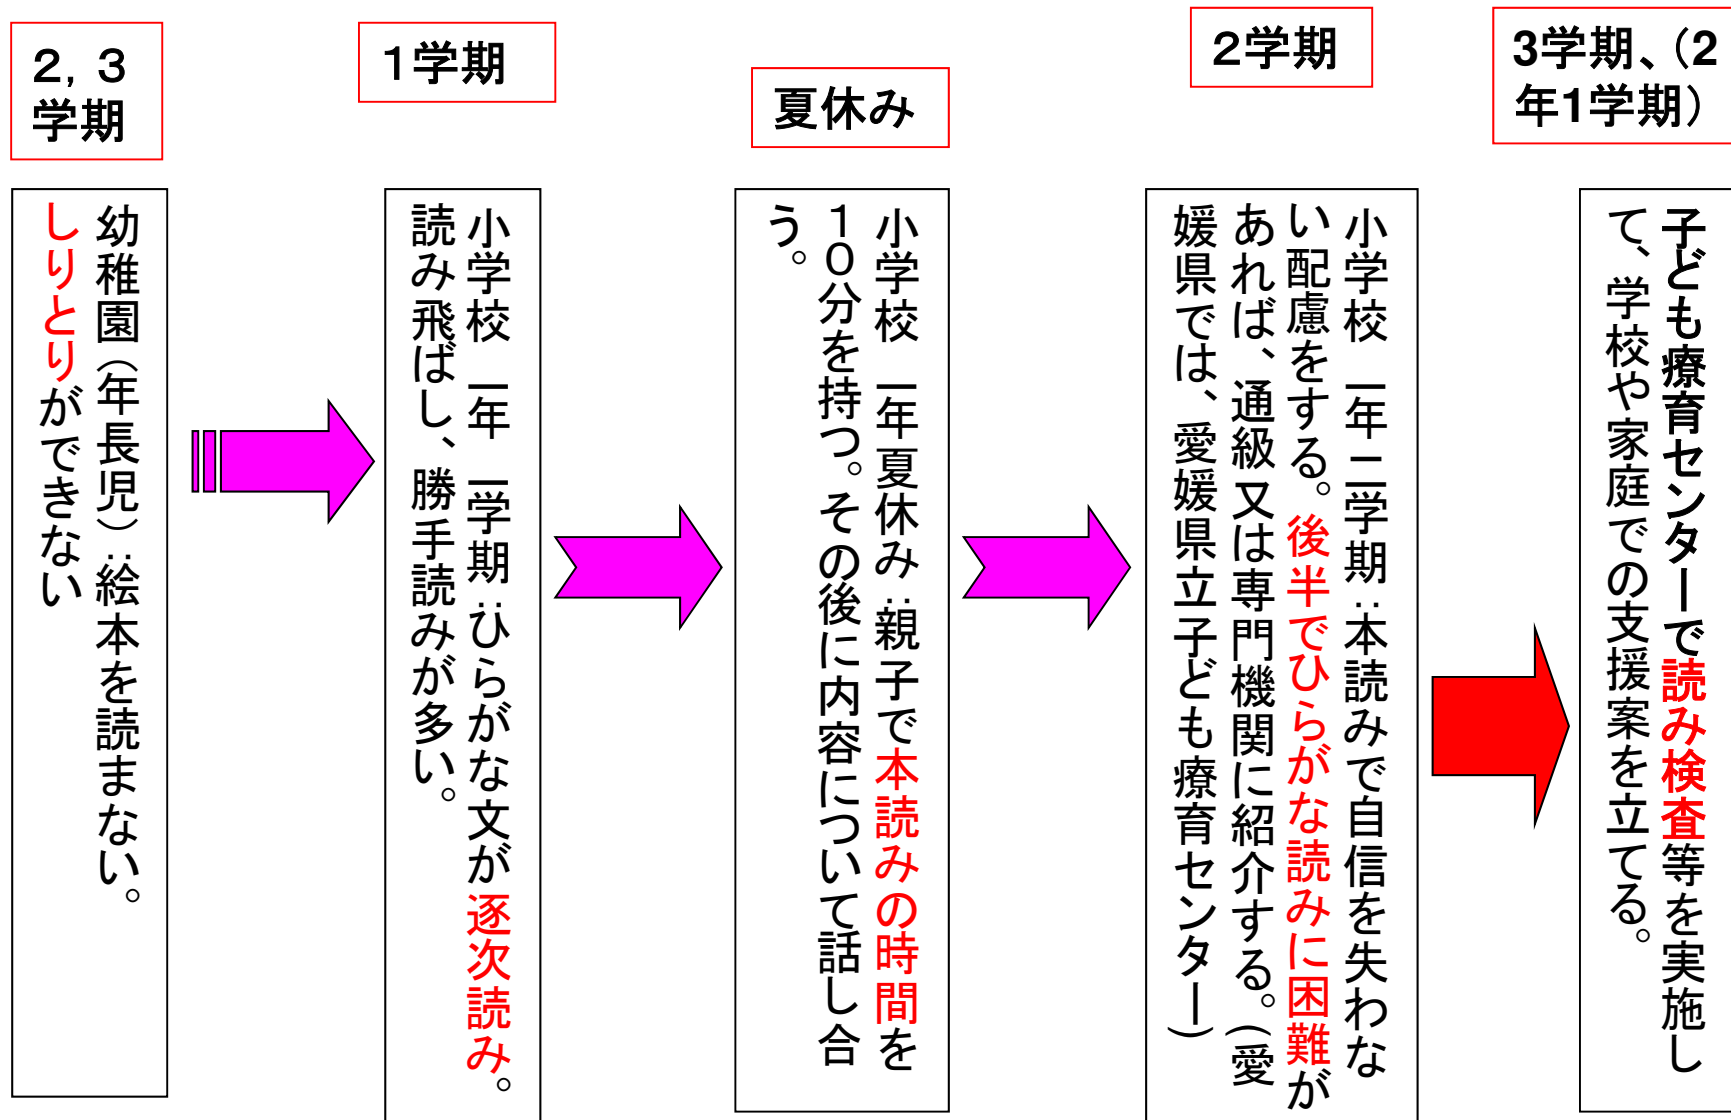 2，3
学期
1学期
夏休み
2学期
3学期、（2
年1学期）
幼稚園（年長児）：絵本を読まない。
しりとりができない
小学校　一年　一学期：ひらがな文が逐次読み。
読み飛ばし、勝手読みが多い。
小学校　一年夏休み：親子で本読みの時間を
１０分を持つ。その後に内容について話し合
う。
小学校　一年二学期：本読みで自信を失わな
い配慮をする。後半でひらがな読みに困難が
あれば、通級又は専門機関に紹介する。（愛
媛県では、愛媛県立子ども療育センター）
子ども療育センターで読み検査等を実施し
て、学校や家庭での支援案を立てる。